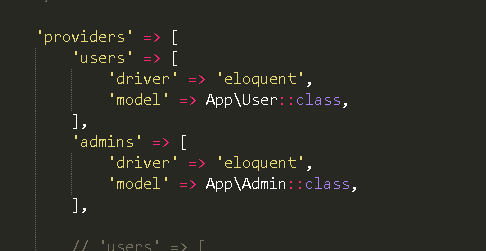 'providers' => [
'users' => [
'driver' => 'eloquent',
'model' => App\User::class,
],
'admins' => [
'driver' => 'eloquent',
'model' => App\Admin::class,
],
// 'users' => [